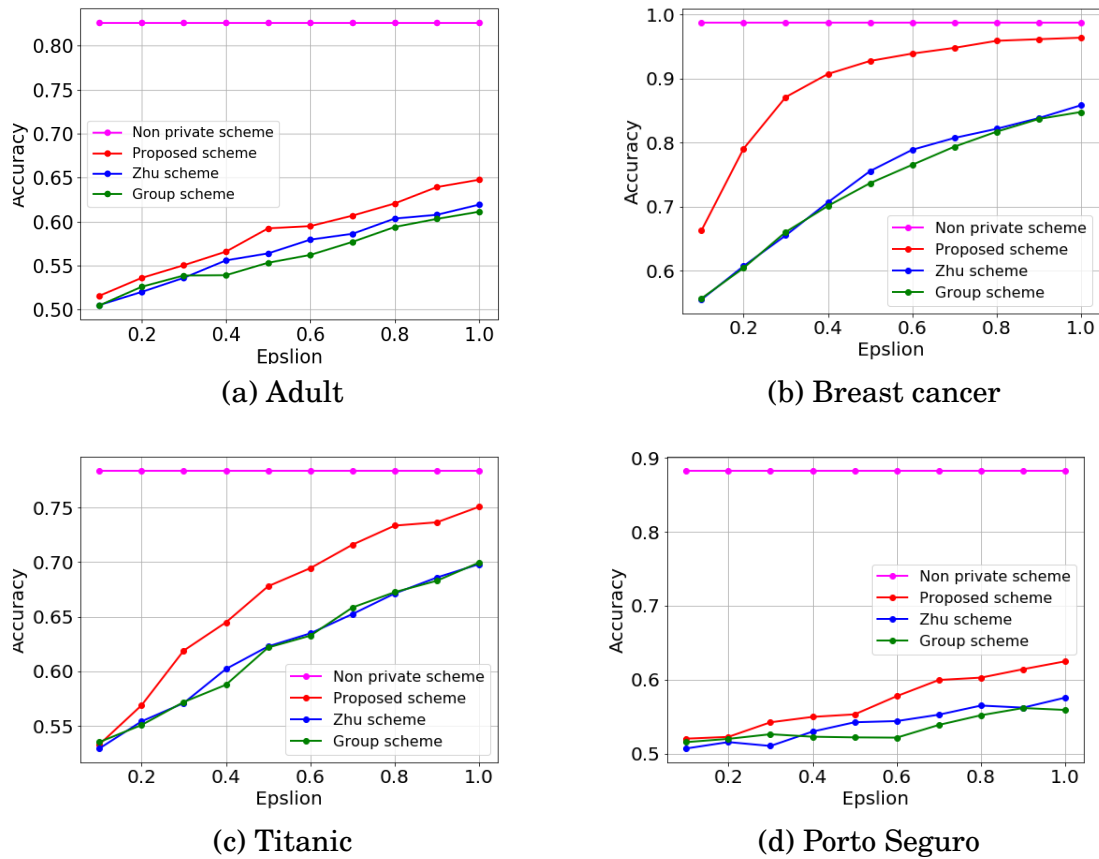 0.80
0.75
0.70
0.65
0.60
0.55
0.50
Accuracy
Non private scheme
Proposed scheme
Zhu scheme
Group scheme
0.2 0.4 0.6 0.8 1.0
Epslion
(a) Adult
1.0
0.9
0.8
0.7
0.6
Accuracy
Non private scheme
Proposed scheme
Zhu scheme
Group scheme
0.2 0.4 0.6 0.8 1.0
Epslion
(b) Breast cancer
0.75
0.70
0.65
0.60
0.55
Accuracy
Non private scheme
Proposed scheme
Zhu scheme
Group scheme
0.2 0.4 0.6 0.8 1.0
Epslion
(c) Titanic
0.9
0.8
0.7
0.6
0.5
Accuracy
Non private scheme
Proposed scheme
Zhu scheme
Group scheme
0.2 0.4 0.6 0.8 1.0
Epslion
(d) Porto Seguro